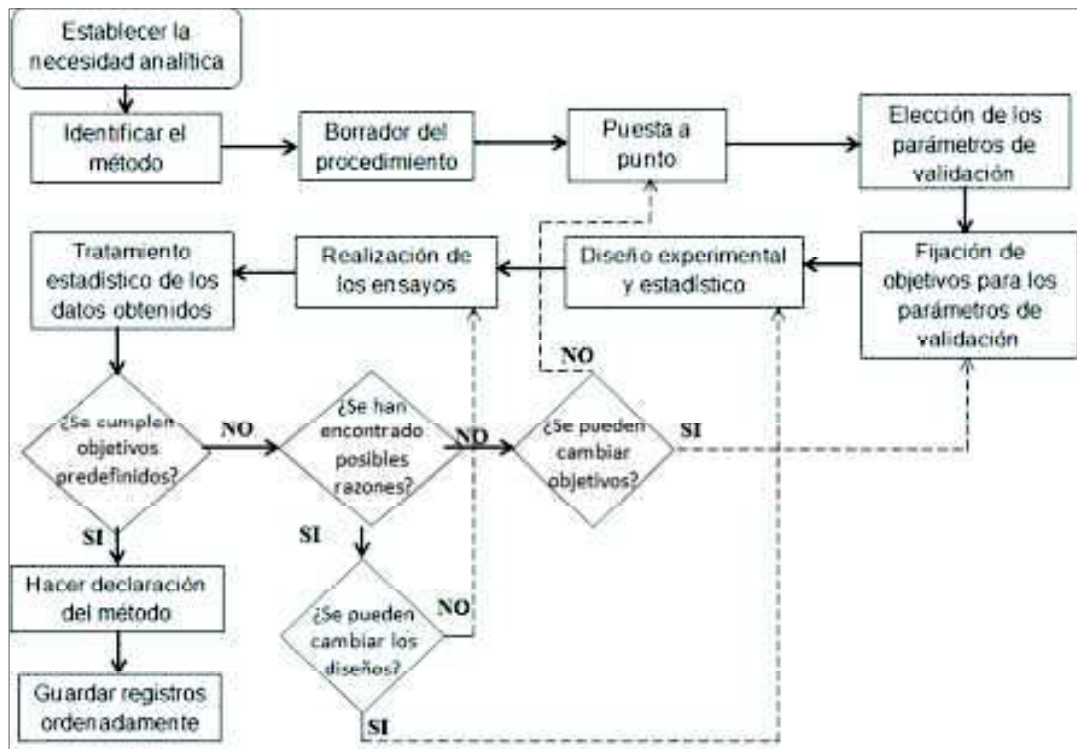 Establecer la
necesidad analítica
Identificar el
método
Borrador del
procedimiento
Puesta a
punto
Elección de los
parámetros de
validación
Tratamiento
estadístico de los
datos obtenidos
Realización de
los ensayos
Diseño experimental
y estadístico
Fijación de
objetivos para los
parámetros de
validación
¿Se cumplen
objetivos
predefinidos?
NO
¿Se han
encontrado
posibles
razones?
NO
NO
¿Se pueden
cambiar
objetivos?
SI
SI
SI
Hacer declaración
del método
¿Se pueden
cambiar los
diseños?
NO
SI
Guardar registros
ordenadamente